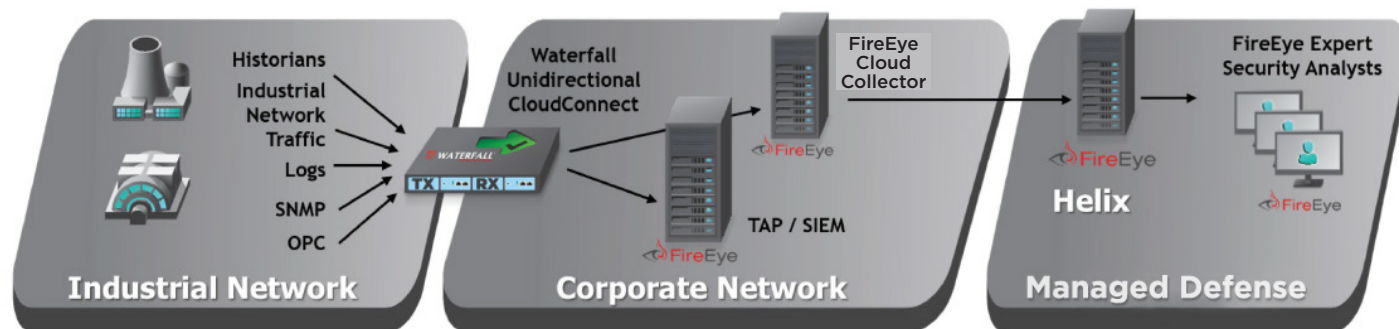 Historians
Industrial
Network
Traffic
Logs
SNMP
OPC
WATERFALL
TX
RX
Industrial Network
Waterfall
Unidirectional
CloudConnect
FireEye
Cloud
Collector
FireEye
TAP / SIEM
FireEye
Corporate Network
FireEye
Helix
FireEye Expert
Security Analysts
FireEye
Managed Defense